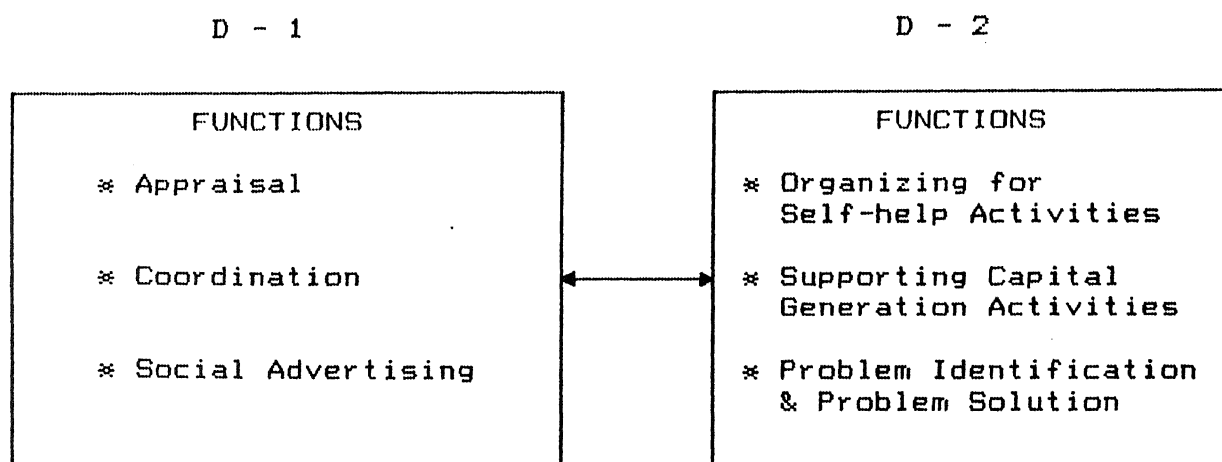 D - 1
FUNCTIONS
* Appraisal
* Coordination
* Social Advertising
D - 2
FUNCTIONS
* Organizing for
Self-help Activities
* Supporting Capital
Generation Activities
* Problem Identification
& Problem Solution